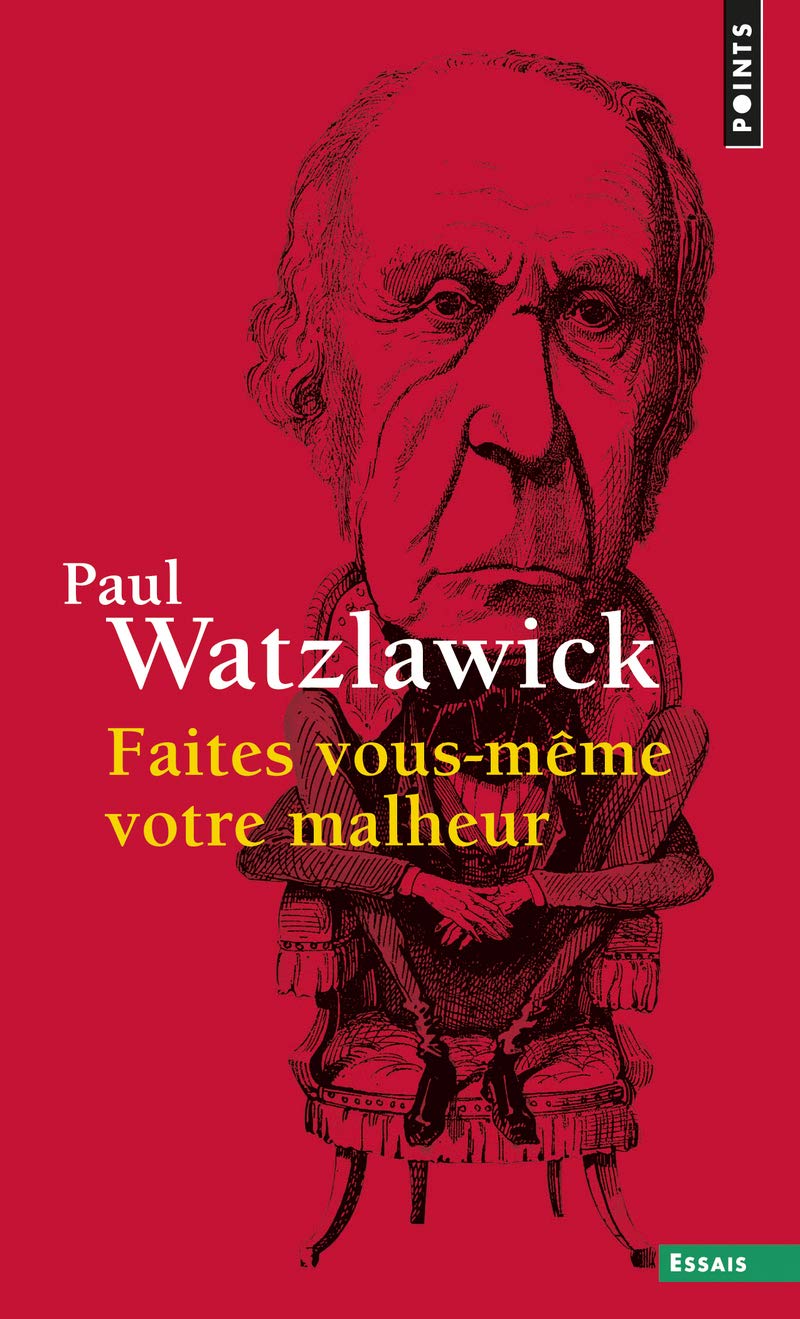 POINTS
Paul
Watzlawick
Faites vous-même
votre malheur
ESSAIS